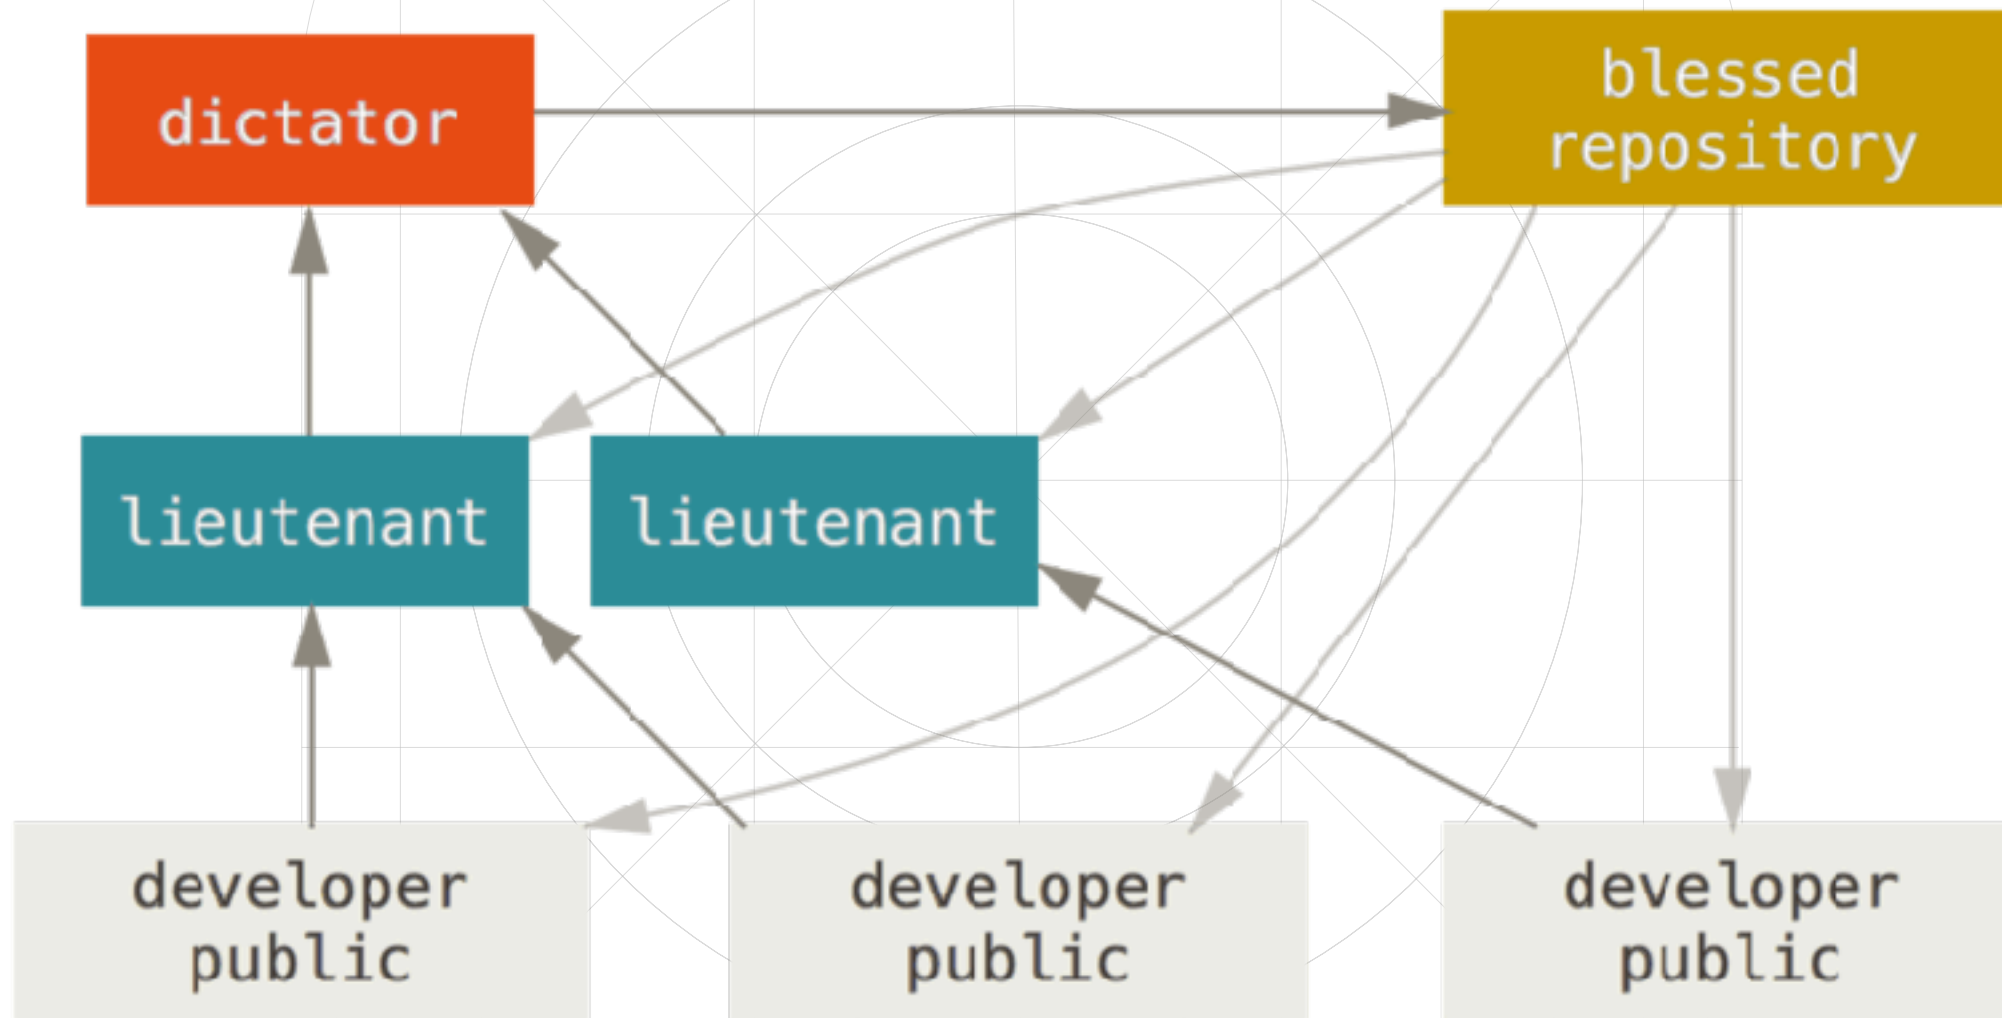 dictator
blessed
repository
lieutenant
lieutenant
developer
public
developer
public
developer
public